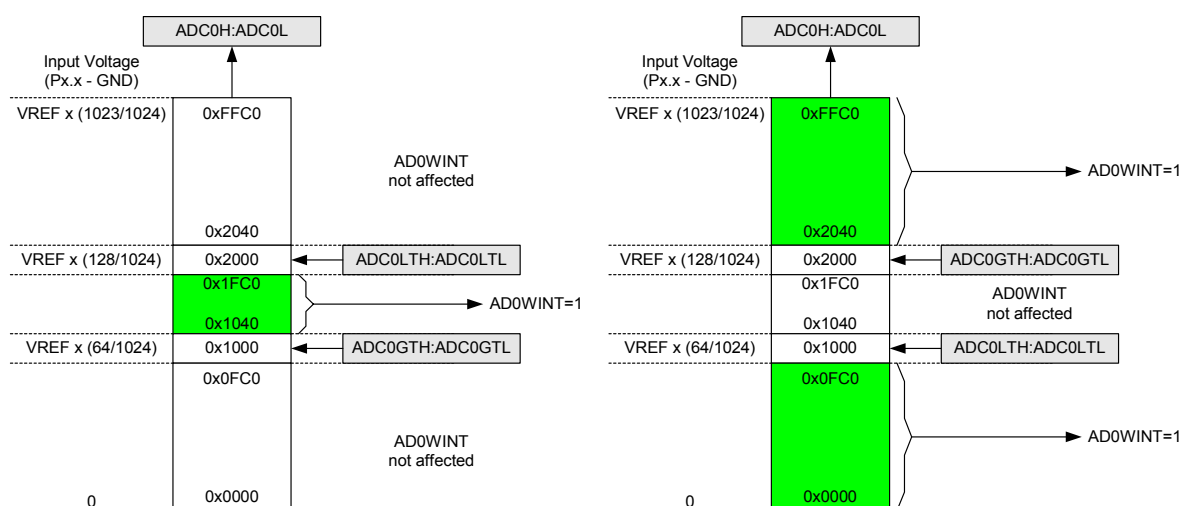 ADC0H:ADC0L
Input Voltage
(Px.x - GND)
VREF x (1023/1024)
0xFFC0
AD0WINT
not affected
0x2040
VREF x (128/1024)
0x2000
ADC0LTH:ADC0LTL
0x1FC0
AD0WINT=1
0x1040
VREF x (64/1024)
0x1000
ADC0GTH:ADC0GTL
0x0FC0
AD0WINT
not affected
0
0x0000
ADC0H:ADC0L
Input Voltage
(Px.x - GND)
VREF x (1023/1024)
0xFFC0
AD0WINT=1
0x2040
VREF x (128/1024)
0x2000
ADC0GTH:ADC0GTL
0x1FC0
AD0WINT
not affected
0x1040
VREF x (64/1024)
0x1000
ADC0LTH:ADC0LTL
0x0FC0
AD0WINT=1
0
0x0000